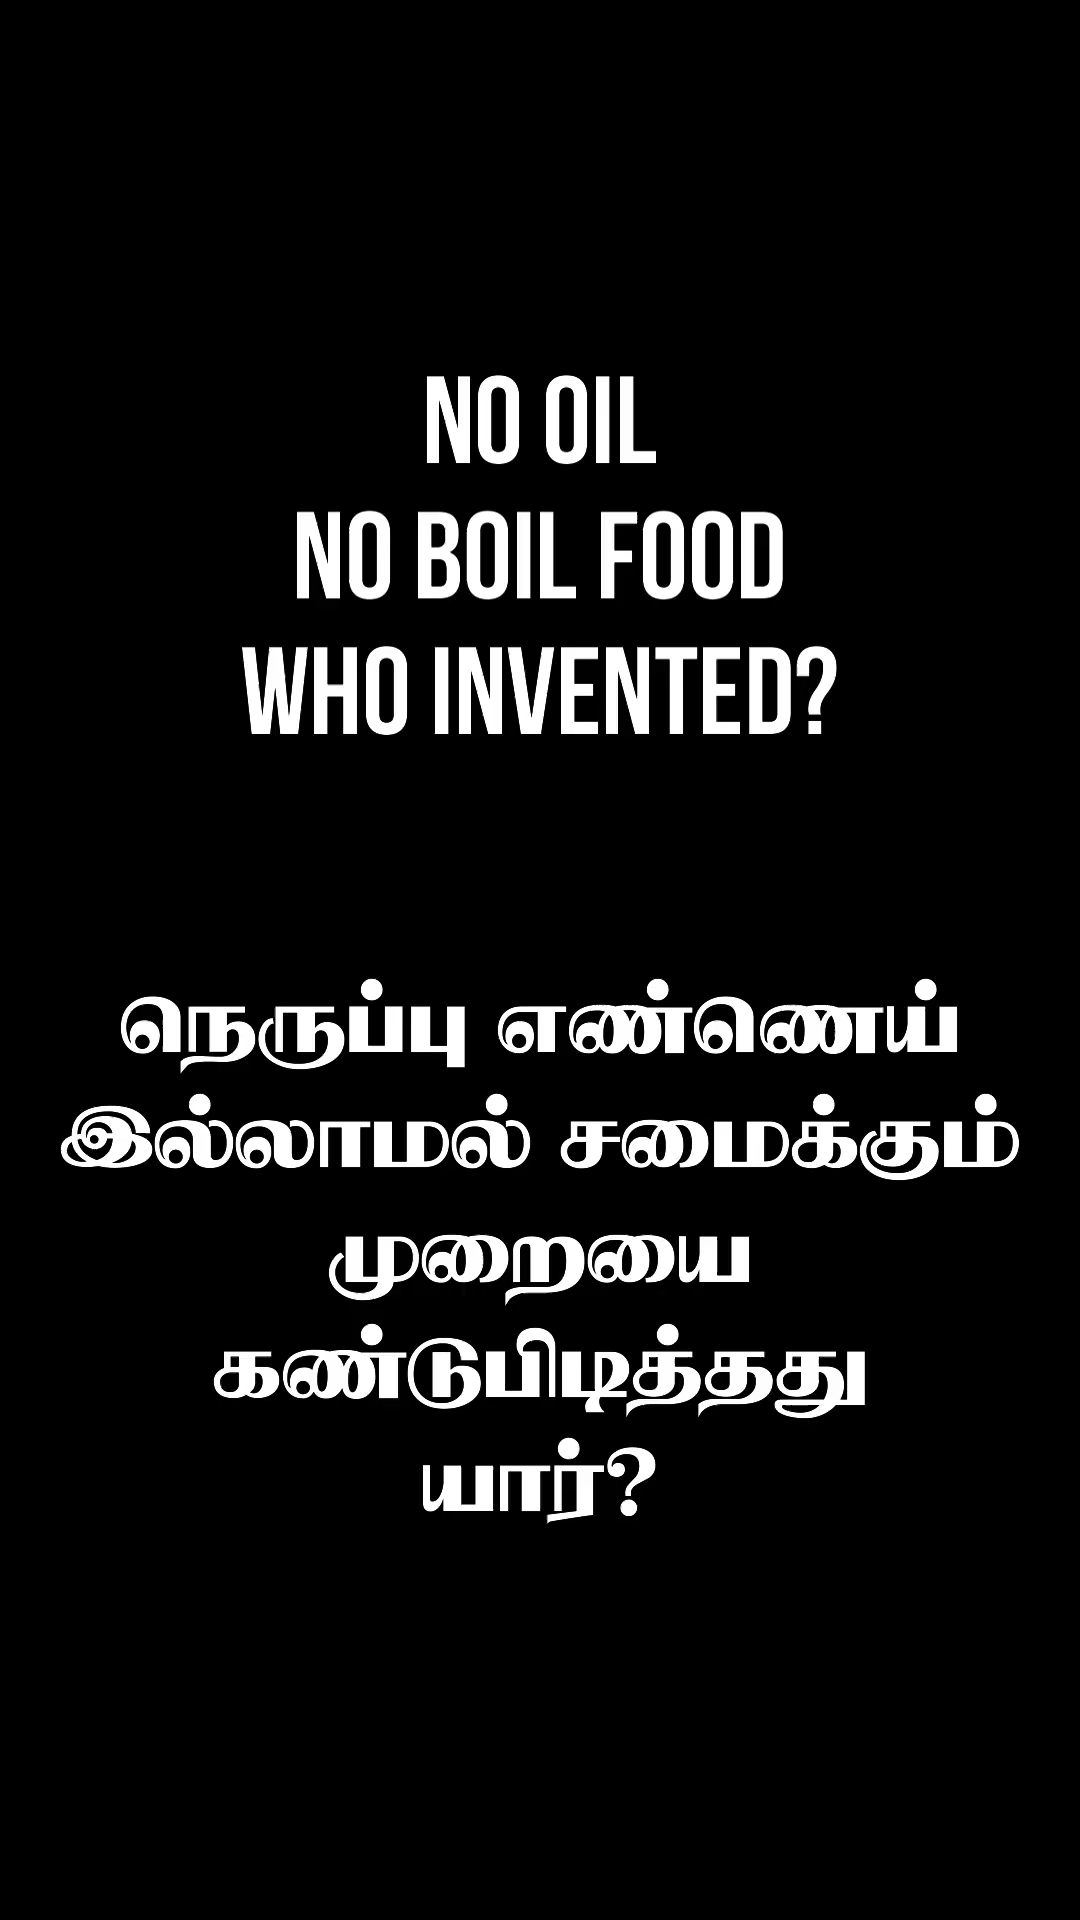 NO OIL
NO BOIL FOOD
WHO INVENTED?
நெருப்பு எண்ணெய்
இல்லாமல் சமைக்கும்
முறையை
கண்டுபிடித்தது
யார்?